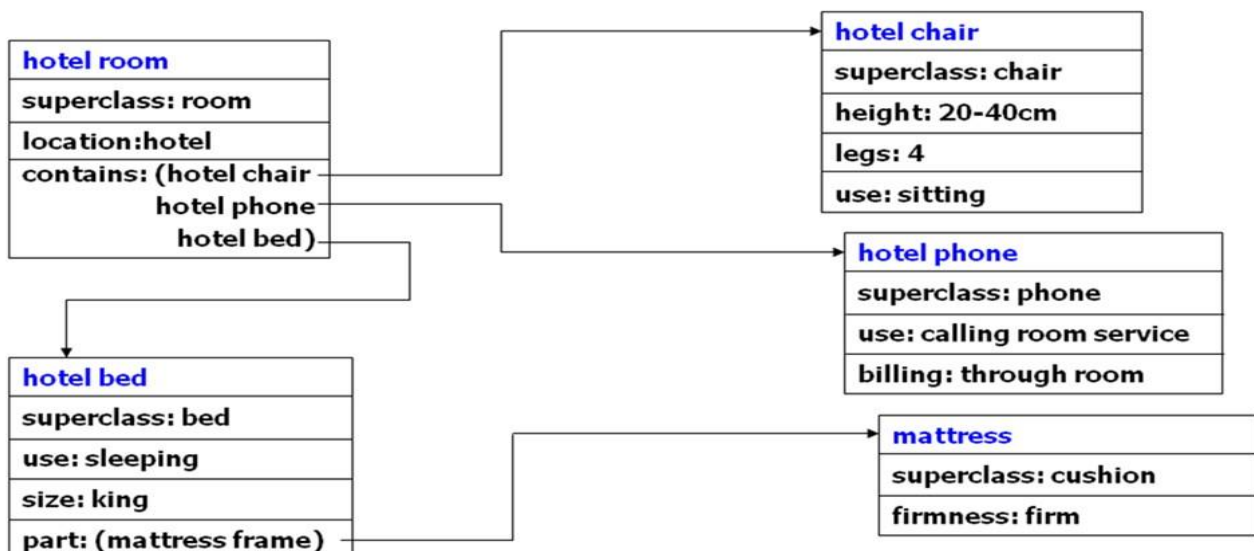 hotel room
superclass: room
location:hotel
contains: (hotel chair
hotel phone
hotel bed)
hotel chair
superclass: chair
height: 20-40cm
legs: 4
use: sitting
hotel phone
superclass: phone
use: calling room service
billing: through room
hotel bed
superclass: bed
use: sleeping
size: king
part: (mattress frame)
mattress
superclass: cushion
firmness: firm